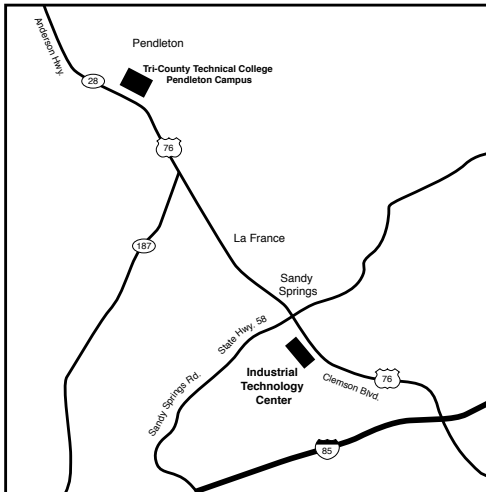 Pendleton
Anderson Hwy.
Tri-County Technical College
Pendleton Campus
28
76
187
La France
Sandy
Springs
State Hwy. 58
Industrial
Technology
Center
76
Clemson Blvd.
Sandy Springs Rd.
85